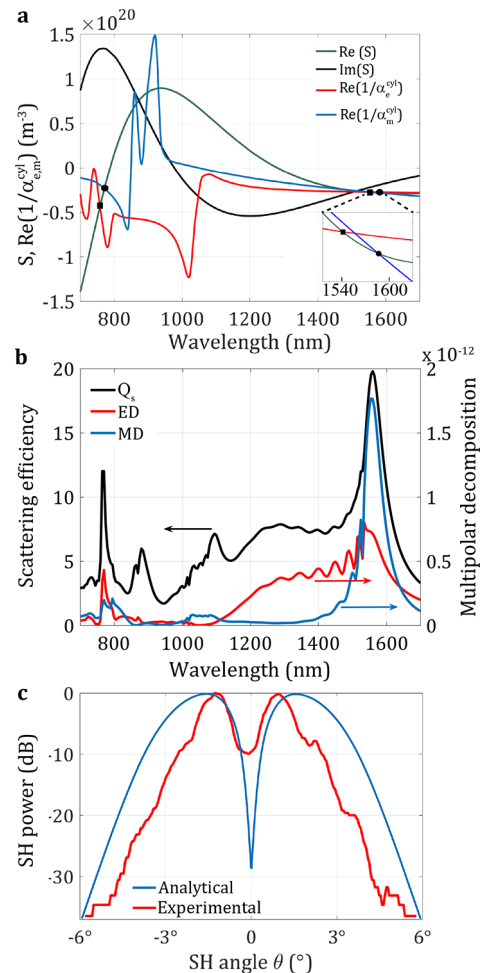 a
×10²⁰
1.5
1
0.5
0
-0.5
-1
-1.5
S, Re(1/α_e,m^cyl) (m⁻³)
Re (S)
Im(S)
Re(1/α_e^cyl)
Re(1/α_m^cyl)
1540 1600
800 1000 1200 1400 1600
Wavelength (nm)
b
x 10⁻¹²
20
15
10
5
0
Scattering efficiency
Q_s
ED
MD
2
1.5
1
0.5
0
Multipolar decomposition
800 1000 1200 1400 1600
Wavelength (nm)
c
0
-10
-20
-30
SH power (dB)
Analytical
Experimental
-6° -3° 0 3° 6°
SH angle θ (°)